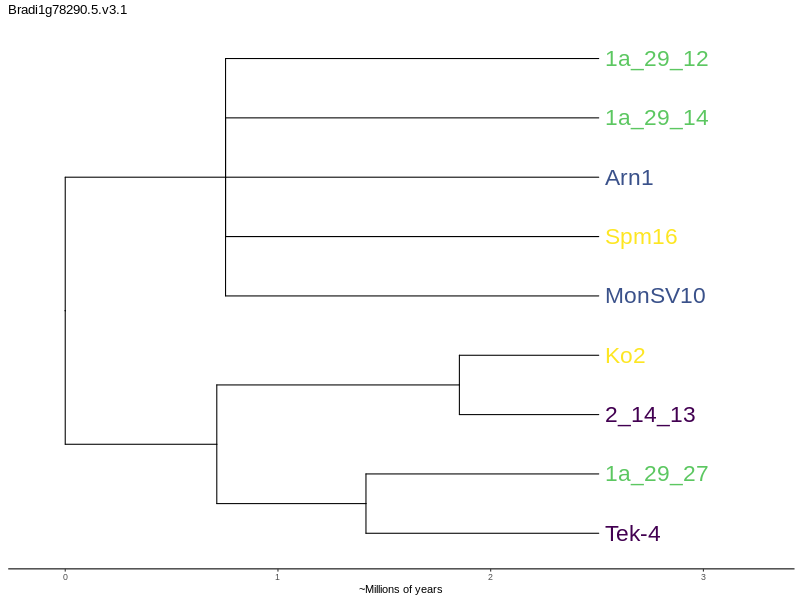 Bradi1g78290.5.v3.1
1a_29_12
1a_29_14
Arn1
Spm16
MonSV10
Ko2
2_14_13
1a_29_27
Tek-4
0 1 2 3
~Millions of years